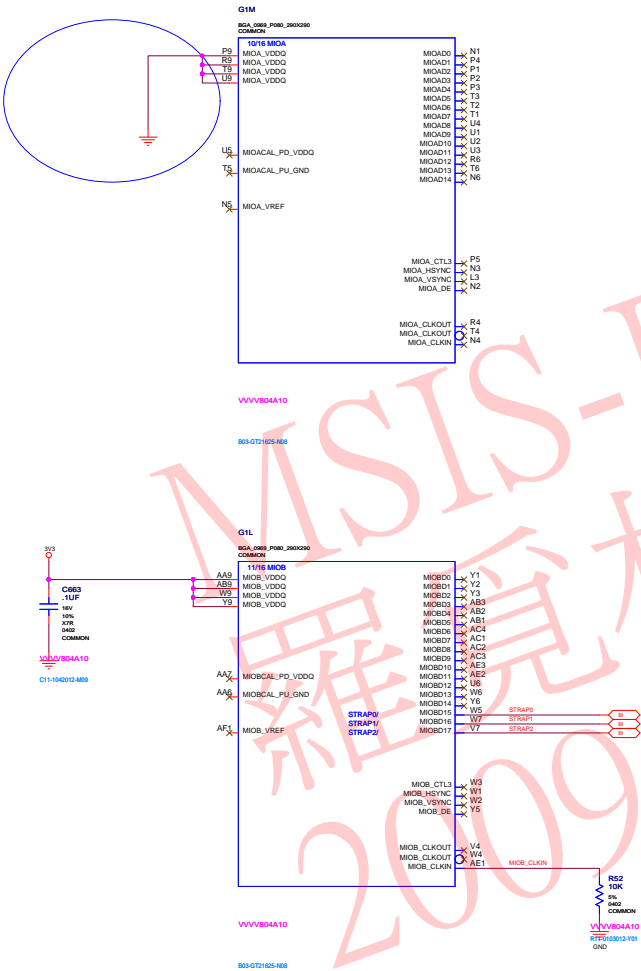 G1M
BGA_0969_P080_290X290
COMMON
10/16 MIOA
P9 MIOA_VDDQ
R9 MIOA_VDDQ
T9 MIOA_VDDQ
U9 MIOA_VDDQ
U5 MIOACAL_PD_VDDQ
T5 MIOACAL_PU_GND
N5 MIOA_VREF
MIOAD0 N1
MIOAD1 P4
MIOAD2 P1
MIOAD3 P2
MIOAD4 P3
MIOAD5 T3
MIOAD6 T2
MIOAD7 T1
MIOAD8 U4
MIOAD9 U1
MIOAD10 U2
MIOAD11 U3
MIOAD12 R6
MIOAD13 T6
MIOAD14 N6
MIOA_CTL3 P5
MIOA_HSYNC N3
MIOA_VSYNC L3
MIOA_DE N2
MIOA_CLKOUT R4
MIOA_CLKOUT T4
MIOA_CLKIN N4
VVVV804A10
B03-GT21625-N08
MSIS-
羅覓
2009
G1L
BGA_0969_P080_290X290
COMMON
11/16 MIOB
3V3
C663
.1UF
16V
10%
X7R
0402
COMMON
VVVV804A10
C11-1042012-M09
AA9 MIOB_VDDQ
AB9 MIOB_VDDQ
W9 MIOB_VDDQ
Y9 MIOB_VDDQ
AA7 MIOBCAL_PD_VDDQ
AA6 MIOBCAL_PU_GND
AF1 MIOB_VREF
MIOBD0 Y1
MIOBD1 Y2
MIOBD2 Y3
MIOBD3 AB3
MIOBD4 AB2
MIOBD5 AB1
MIOBD6 AC4
MIOBD7 AC1
MIOBD8 AC2
MIOBD9 AC3
MIOBD10 AE3
MIOBD11 AE2
MIOBD12 U6
MIOBD13 W6
MIOBD14 Y6
STRAP0/ MIOBD15 W5 STRAP0 BI
STRAP1/ MIOBD16 W7 STRAP1 BI
STRAP2/ MIOBD17 V7 STRAP2 BI
MIOB_CTL3 W3
MIOB_HSYNC W1
MIOB_VSYNC W2
MIOB_DE Y5
MIOB_CLKOUT V4
MIOB_CLKOUT W4
MIOB_CLKIN AE1 MIOB_CLKIN
R52
10K
5%
0402
COMMON
VVVV804A10
R11-0103012-Y01
GND
VVVV804A10
B03-GT21625-N08